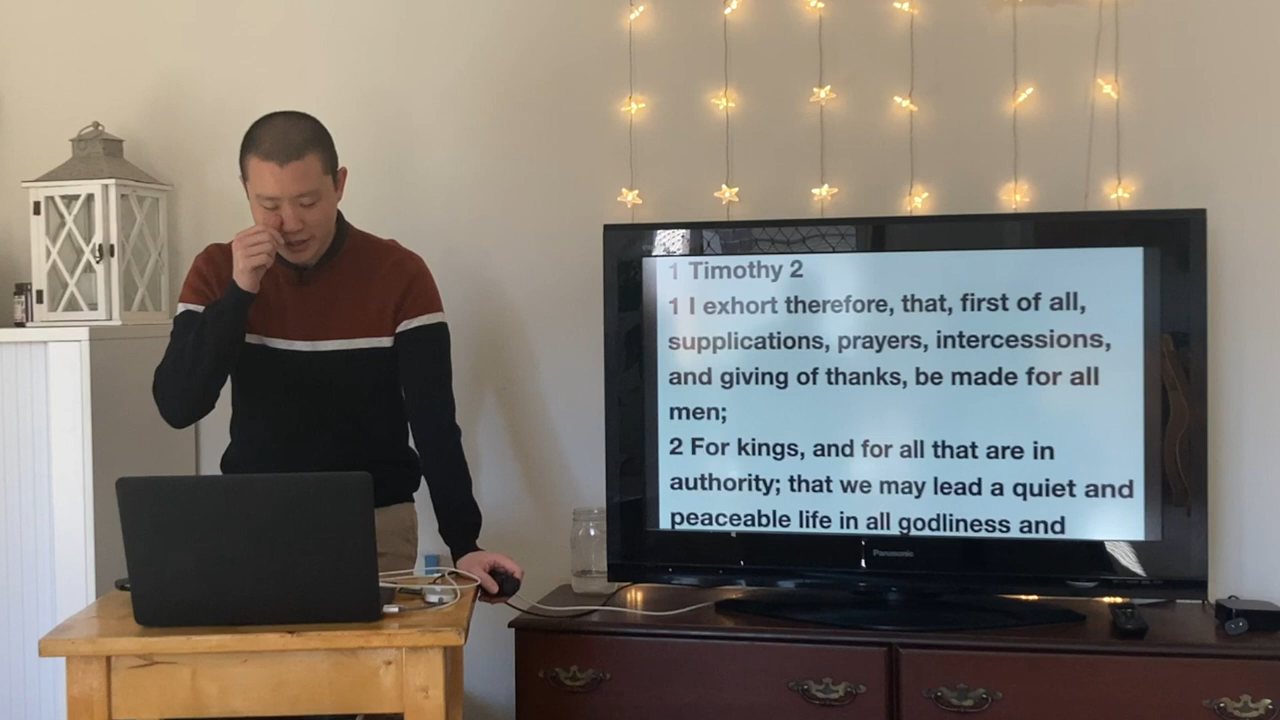 1 Timothy 2
1 I exhort therefore, that, first of all,
supplications, prayers, intercessions,
and giving of thanks, be made for all
men;
2 For kings, and for all that are in
authority; that we may lead a quiet and
peaceable life in all godliness and
Panasonic